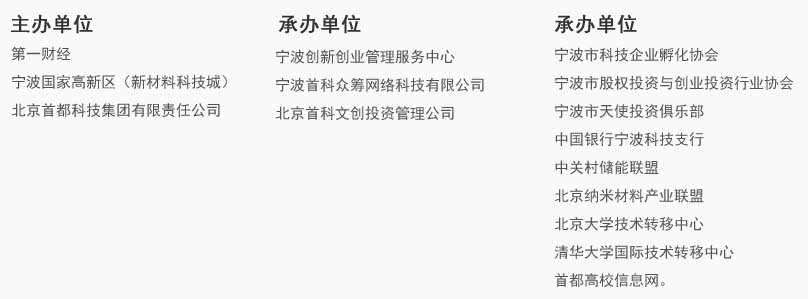 主办单位
第一财经
宁波国家高新区（新材料科技城）
北京首都科技集团有限责任公司
承办单位
宁波创新创业管理服务中心
宁波首科众筹网络科技有限公司
北京首科文创投资管理公司
承办单位
宁波市科技企业孵化协会
宁波市股权投资与创业投资行业协会
宁波市天使投资俱乐部
中国银行宁波科技支行
中关村储能联盟
北京纳米材料产业联盟
北京大学技术转移中心
清华大学国际技术转移中心
首都高校信息网。